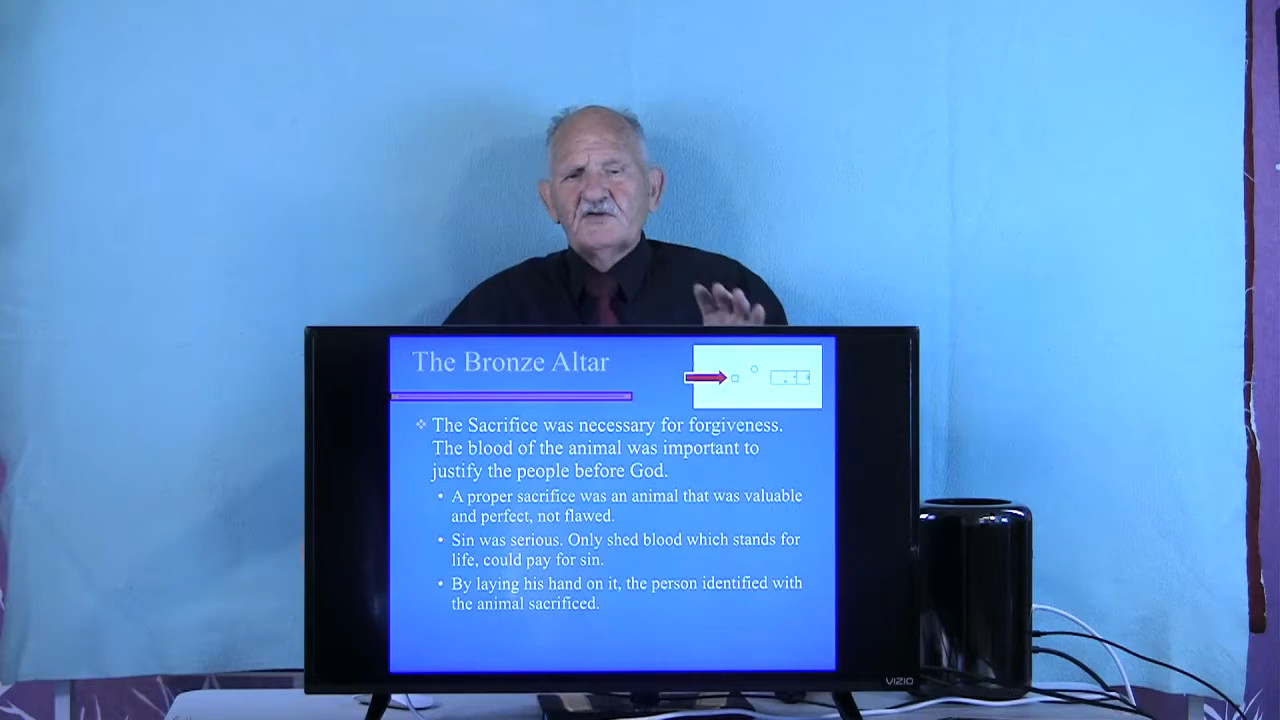 The Bronze Altar
The Sacrifice was necessary for forgiveness.
The blood of the animal was important to
justify the people before God.
• A proper sacrifice was an animal that was valuable
and perfect, not flawed.
• Sin was serious. Only shed blood which stands for
life, could pay for sin.
• By laying his hand on it, the person identified with
the animal sacrificed.
VIZIO